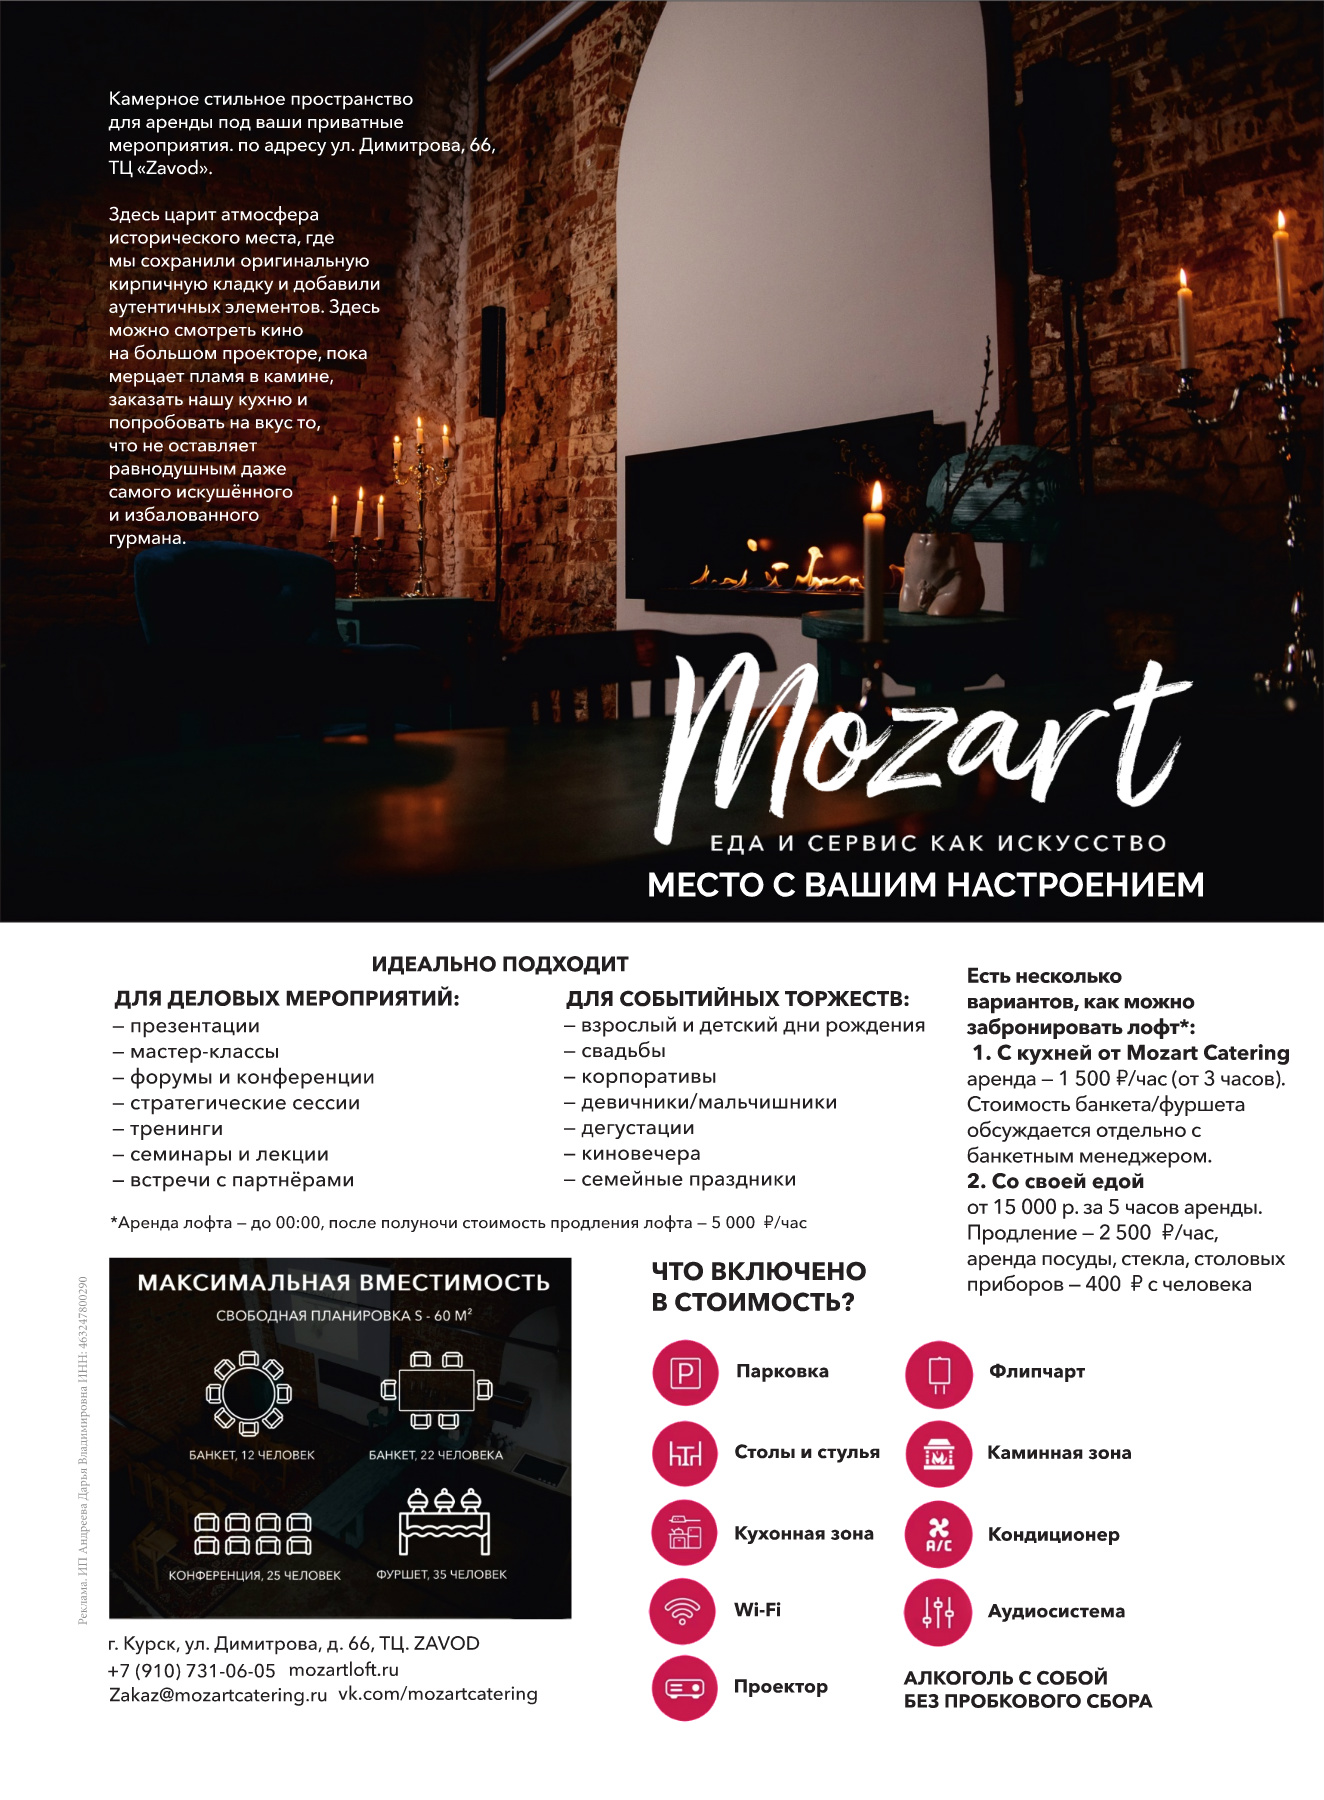 Камерное стильное пространство
для аренды под ваши приватные
мероприятия. по адресу ул. Димитрова, 66,
ТЦ «Zavod».
Здесь царит атмосфера
исторического места, где
мы сохранили оригинальную
кирпичную кладку и добавили
аутентичных элементов. Здесь
можно смотреть кино
на большом проекторе, пока
мерцает пламя в камине,
заказать нашу кухню и
попробовать на вкус то,
что не оставляет
равнодушным даже
самого искушённого
и избалованного
гурмана.
Mozart
ЕДА И СЕРВИС КАК ИСКУССТВО
МЕСТО С ВАШИМ НАСТРОЕНИЕМ
ИДЕАЛЬНО ПОДХОДИТ
ДЛЯ ДЕЛОВЫХ МЕРОПРИЯТИЙ:
– презентации
– мастер-классы
– форумы и конференции
– стратегические сессии
– тренинги
– семинары и лекции
– встречи с партнёрами
ДЛЯ СОБЫТИЙНЫХ ТОРЖЕСТВ:
– взрослый и детский дни рождения
– свадьбы
– корпоративы
– девичники/мальчишники
– дегустации
– киновечера
– семейные праздники
*Аренда лофта – до 00:00, после полуночи стоимость продления лофта – 5 000 ₽/час
Есть несколько
вариантов, как можно
забронировать лофт*:
1. С кухней от Mozart Catering
аренда – 1 500 ₽/час (от 3 часов).
Стоимость банкета/фуршета
обсуждается отдельно с
банкетным менеджером.
2. Со своей едой
от 15 000 р. за 5 часов аренды.
Продление – 2 500 ₽/час,
аренда посуды, стекла, столовых
приборов – 400 ₽ с человека
Реклама. ИП Андреева Дарья Владимировна ИНН: 463247800290
МАКСИМАЛЬНАЯ ВМЕСТИМОСТЬ
СВОБОДНАЯ ПЛАНИРОВКА S - 60 М²
БАНКЕТ, 12 ЧЕЛОВЕК
БАНКЕТ, 22 ЧЕЛОВЕКА
КОНФЕРЕНЦИЯ, 25 ЧЕЛОВЕК
ФУРШЕТ, 35 ЧЕЛОВЕК
г. Курск, ул. Димитрова, д. 66, ТЦ. ZAVOD
+7 (910) 731-06-05 mozartloft.ru
Zakaz@mozartcatering.ru vk.com/mozartcatering
ЧТО ВКЛЮЧЕНО
В СТОИМОСТЬ?
P
Парковка
Столы и стулья
Кухонная зона
Wi-Fi
Проектор
Флипчарт
Каминная зона
A/C
Кондиционер
Аудиосистема
АЛКОГОЛЬ С СОБОЙ
БЕЗ ПРОБКОВОГО СБОРА